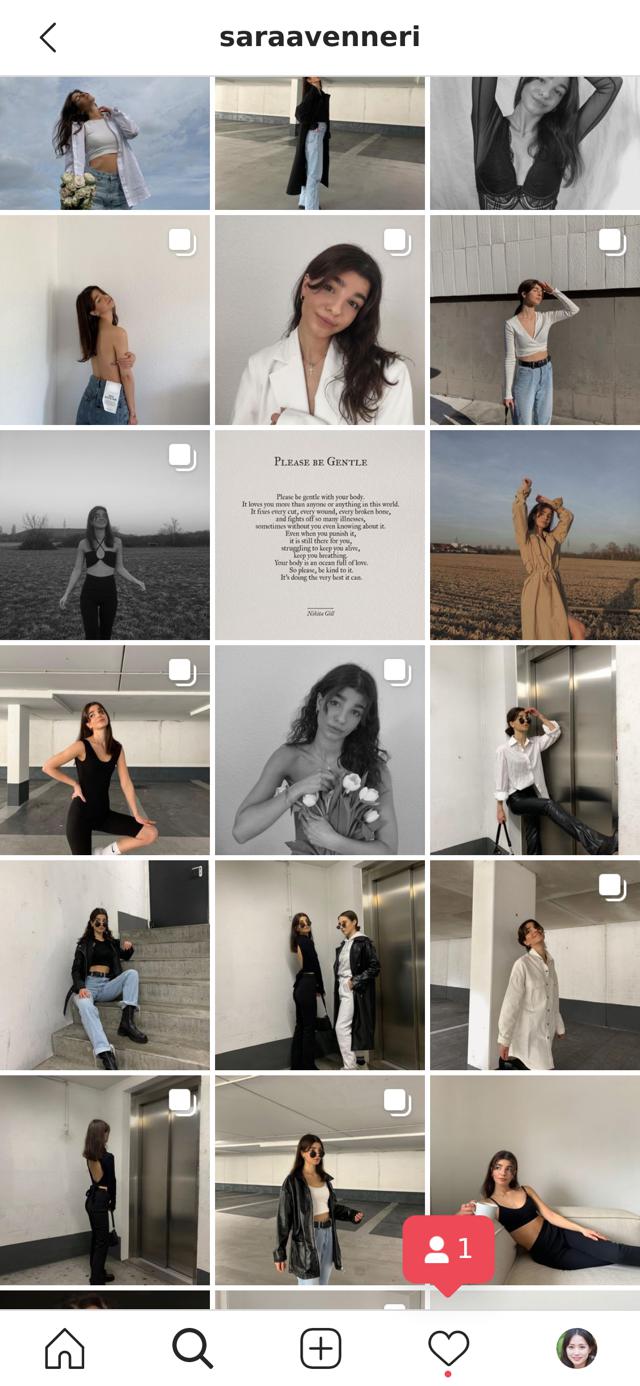 saraavenneri
PLEASE BE GENTLE
Please be gentle with your body.
It loves you more than anyone or anything in this world.
It fixes every cut, every wound, every broken bone,
and fights off so many illnesses,
sometimes without you even knowing about it.
Even when you punish it,
it is still there for you,
struggling to keep you alive,
keep you breathing.
Your body is an ocean full of love.
So please, be kind to it.
It's doing the very best it can.
Nikita Gill
1